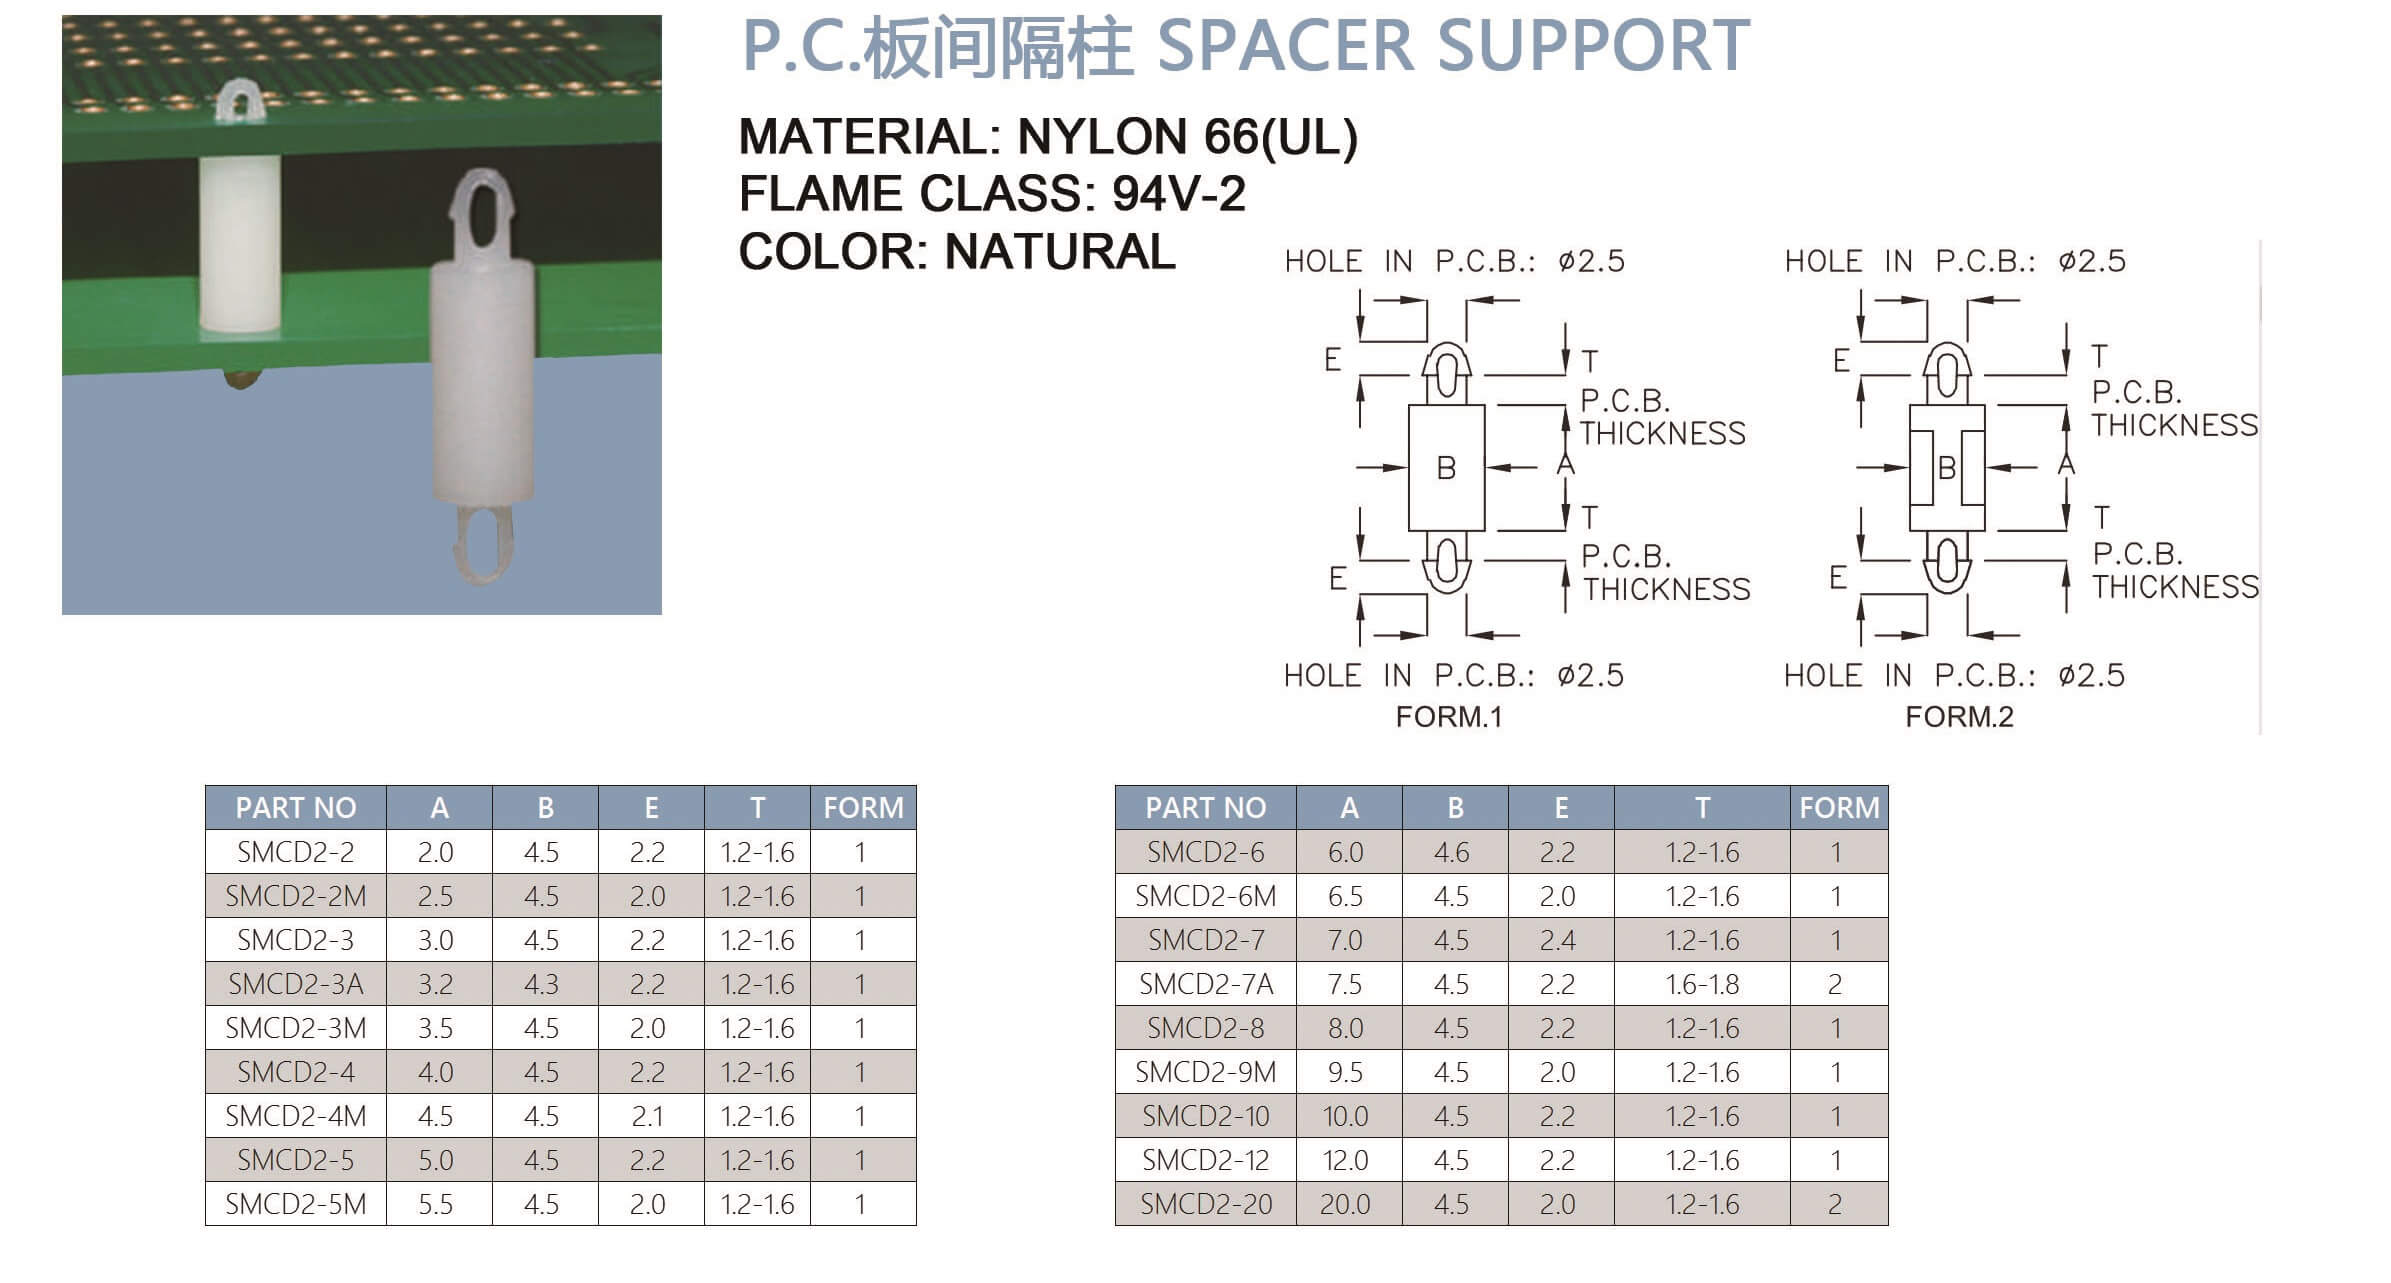 P.C.板间隔柱 SPACER SUPPORT
MATERIAL: NYLON 66(UL)
FLAME CLASS: 94V-2
COLOR: NATURAL
HOLE IN P.C.B.: ø2.5
E
T
P.C.B.
THICKNESS
B
A
T
P.C.B.
THICKNESS
E
HOLE IN P.C.B.: ø2.5
FORM.1
HOLE IN P.C.B.: ø2.5
E
T
P.C.B.
THICKNESS
B
A
T
P.C.B.
THICKNESS
E
HOLE IN P.C.B.: ø2.5
FORM.2
PART NO A B E T FORM
SMCD2-2 2.0 4.5 2.2 1.2-1.6 1
SMCD2-2M 2.5 4.5 2.0 1.2-1.6 1
SMCD2-3 3.0 4.5 2.2 1.2-1.6 1
SMCD2-3A 3.2 4.3 2.2 1.2-1.6 1
SMCD2-3M 3.5 4.5 2.0 1.2-1.6 1
SMCD2-4 4.0 4.5 2.2 1.2-1.6 1
SMCD2-4M 4.5 4.5 2.1 1.2-1.6 1
SMCD2-5 5.0 4.5 2.2 1.2-1.6 1
SMCD2-5M 5.5 4.5 2.0 1.2-1.6 1
PART NO A B E T FORM
SMCD2-6 6.0 4.6 2.2 1.2-1.6 1
SMCD2-6M 6.5 4.5 2.0 1.2-1.6 1
SMCD2-7 7.0 4.5 2.4 1.2-1.6 1
SMCD2-7A 7.5 4.5 2.2 1.6-1.8 2
SMCD2-8 8.0 4.5 2.2 1.2-1.6 1
SMCD2-9M 9.5 4.5 2.0 1.2-1.6 1
SMCD2-10 10.0 4.5 2.2 1.2-1.6 1
SMCD2-12 12.0 4.5 2.2 1.2-1.6 1
SMCD2-20 20.0 4.5 2.0 1.2-1.6 2